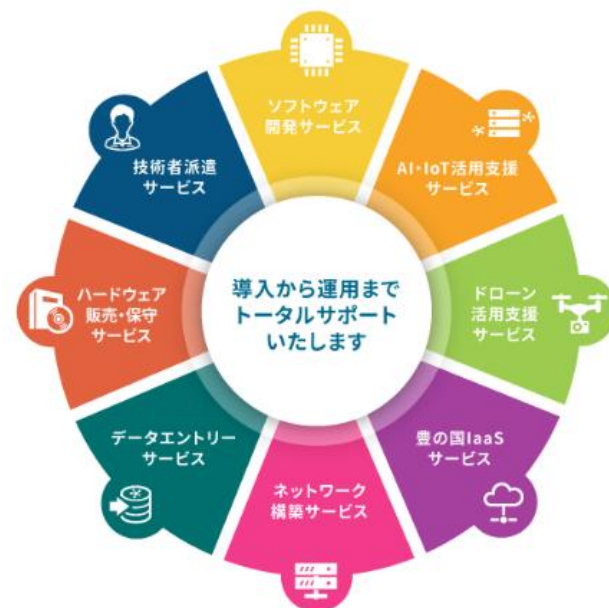 ソフトウェア
開発サービス
AI・IoT活用支援
サービス
ドローン
活用支援
サービス
豊の国IaaS
サービス
ネットワーク
構築サービス
データエントリー
サービス
ハードウェア
販売・保守
サービス
技術者派遣
サービス
導入から運用まで
トータルサポート
いたします